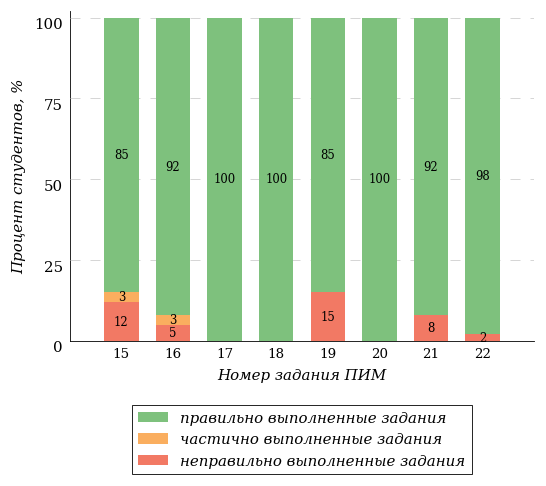 Процент студентов, %
100
75
50
25
0
85 92 100 100 85 100 92 98
3 3
12 5 15 8 2
15 16 17 18 19 20 21 22
Номер задания ПИМ
правильно выполненные задания
частично выполненные задания
неправильно выполненные задания